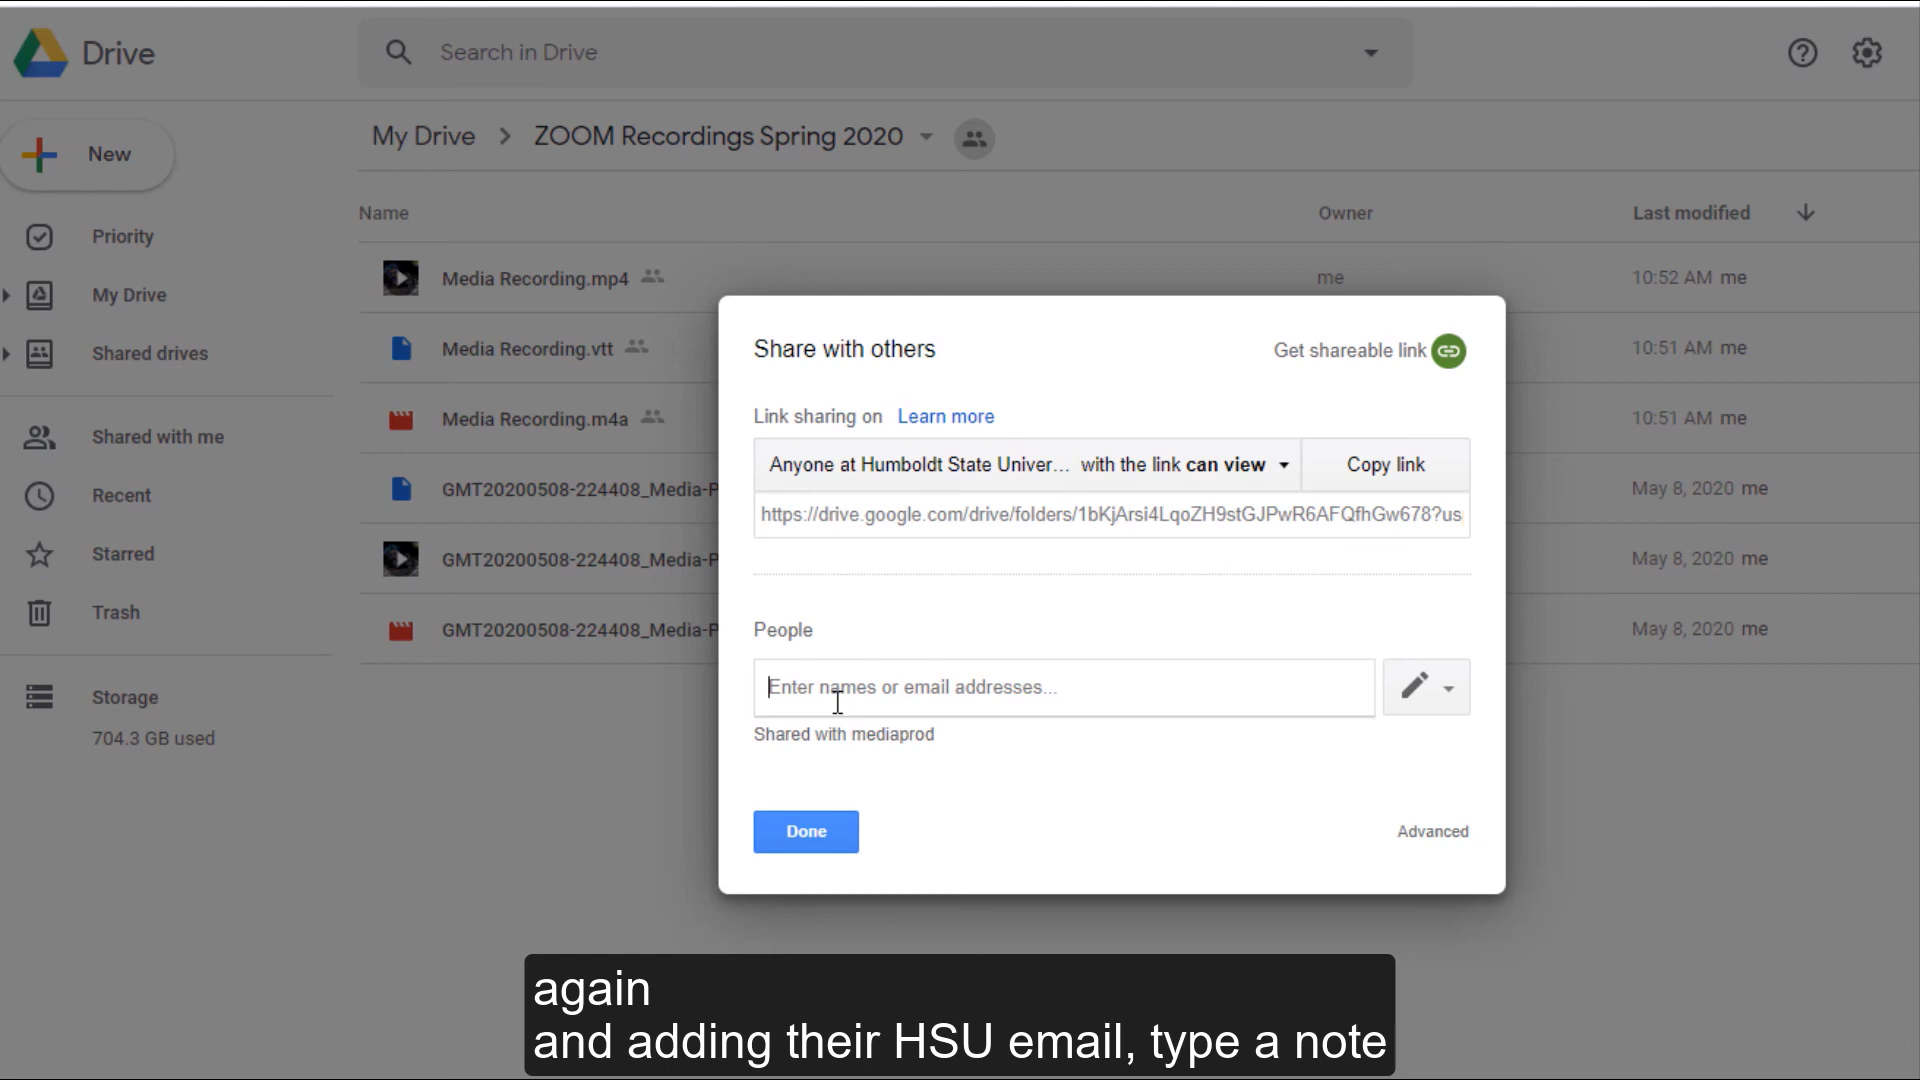 Drive
Search in Drive
My Drive ZOOM Recordings Spring 2020
New
Name Owner Last modified
Priority
My Drive
Shared drives
Shared with me
Recent
Starred
Trash
Storage
704.3 GB used
Media Recording.mp4 me 10:52 AM me
Media Recording.vtt 10:51 AM me
Media Recording.m4a 10:51 AM me
GMT20200508-224408_Media-P May 8, 2020 me
GMT20200508-224408_Media-P May 8, 2020 me
GMT20200508-224408_Media-P May 8, 2020 me
Share with others Get shareable link
Link sharing on Learn more
Anyone at Humboldt State Univer... with the link can view Copy link
https://drive.google.com/drive/folders/1bKjArsi4LqoZH9stGJPwR6AFQfhGw678?us
People
Enter names or email addresses...
Shared with mediaprod
Done Advanced
again
and adding their HSU email, type a note